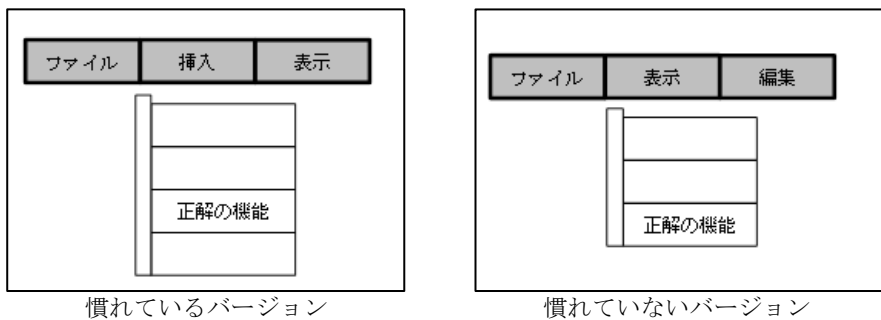 ファイル 挿入 表示
正解の機能
慣れているバージョン
ファイル 表示 編集
正解の機能
慣れていないバージョン